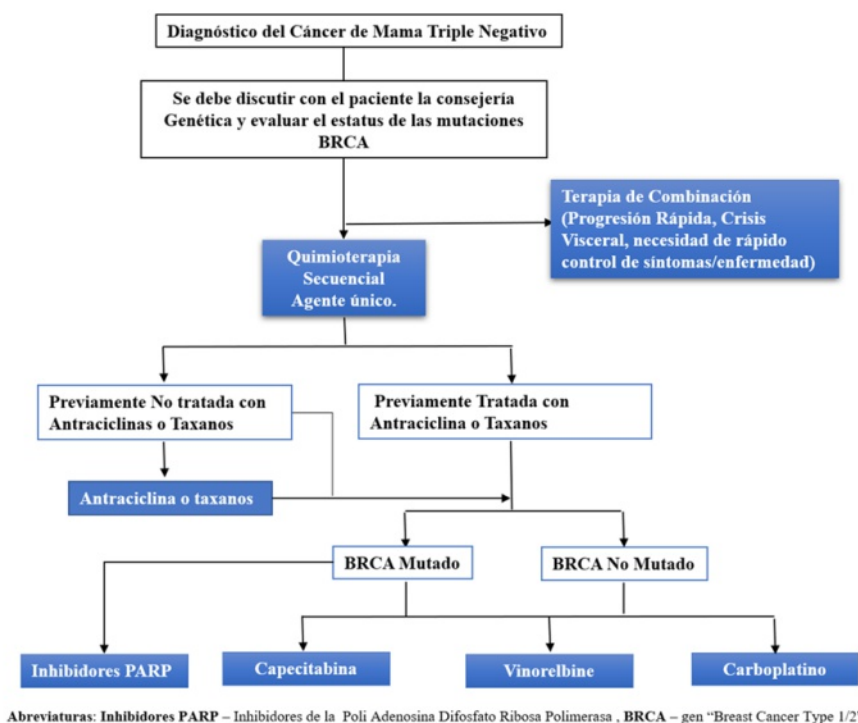 Diagnóstico del Cáncer de Mama Triple Negativo
Se debe discutir con el paciente la consejería
Genética y evaluar el estatus de las mutaciones
BRCA
Terapia de Combinación
(Progresión Rápida, Crisis
Visceral, necesidad de rápido
control de síntomas/enfermedad)
Quimioterapia
Secuencial
Agente único.
Previamente No tratada con
Antraciclinas o Taxanos
Previamente Tratada con
Antraciclina o Taxanos
Antraciclina o taxanos
BRCA Mutado
BRCA No Mutado
Inhibidores PARP
Capecitabina
Vinorelbine
Carboplatino
Abreviaturas: Inhibidores PARP – Inhibidores de la Poli Adenosina Difosfato Ribosa Polimerasa , BRCA – gen “Breast Cancer Type 1/2”